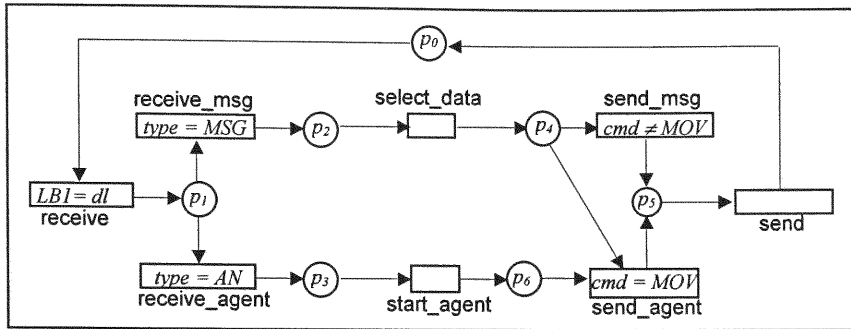 p0
receive_msg
select_data
send_msg
type = MSG
p2
p4
cmd ≠ MOV
LB1 = dl
p1
p5
receive
send
type = AN
p3
p6
cmd = MOV
receive_agent
start_agent
send_agent